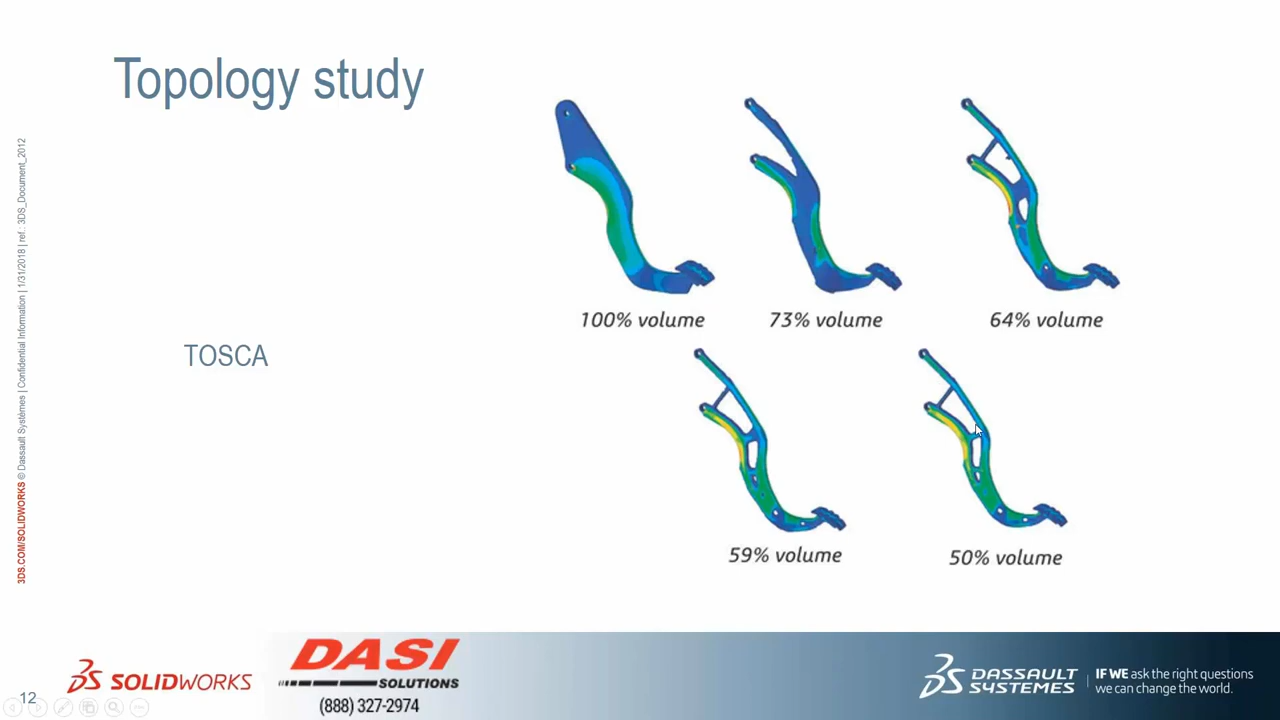 Topology study
3DS.COM/SOLIDWORKS © Dassault Systèmes | Confidential Information | 1/31/2018 | ref.: 3DS_Document_2012
100% volume
73% volume
64% volume
TOSCA
59% volume
50% volume
12
SOLIDWORKS
DASI
SOLUTIONS
(888) 327-2974
DASSAULT
SYSTEMES
IF WE ask the right questions
we can change the world.